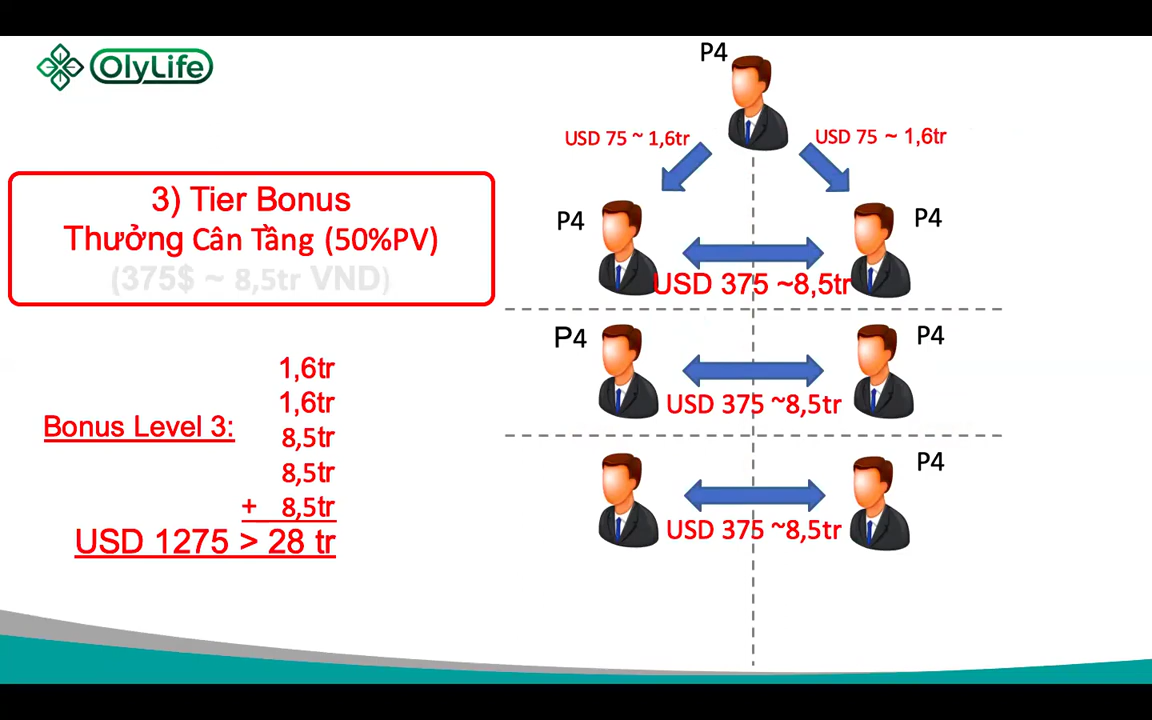 OlyLife
3) Tier Bonus
Thưởng Cân Tầng (50%PV)
(375$ ~ 8,5tr VND)
Bonus Level 3:
1,6tr
1,6tr
8,5tr
8,5tr
+ 8,5tr
USD 1275 > 28 tr
P4
USD 75 ~ 1,6tr
USD 75 ~ 1,6tr
P4
P4
USD 375 ~8,5tr
P4
P4
USD 375 ~8,5tr
P4
USD 375 ~8,5tr